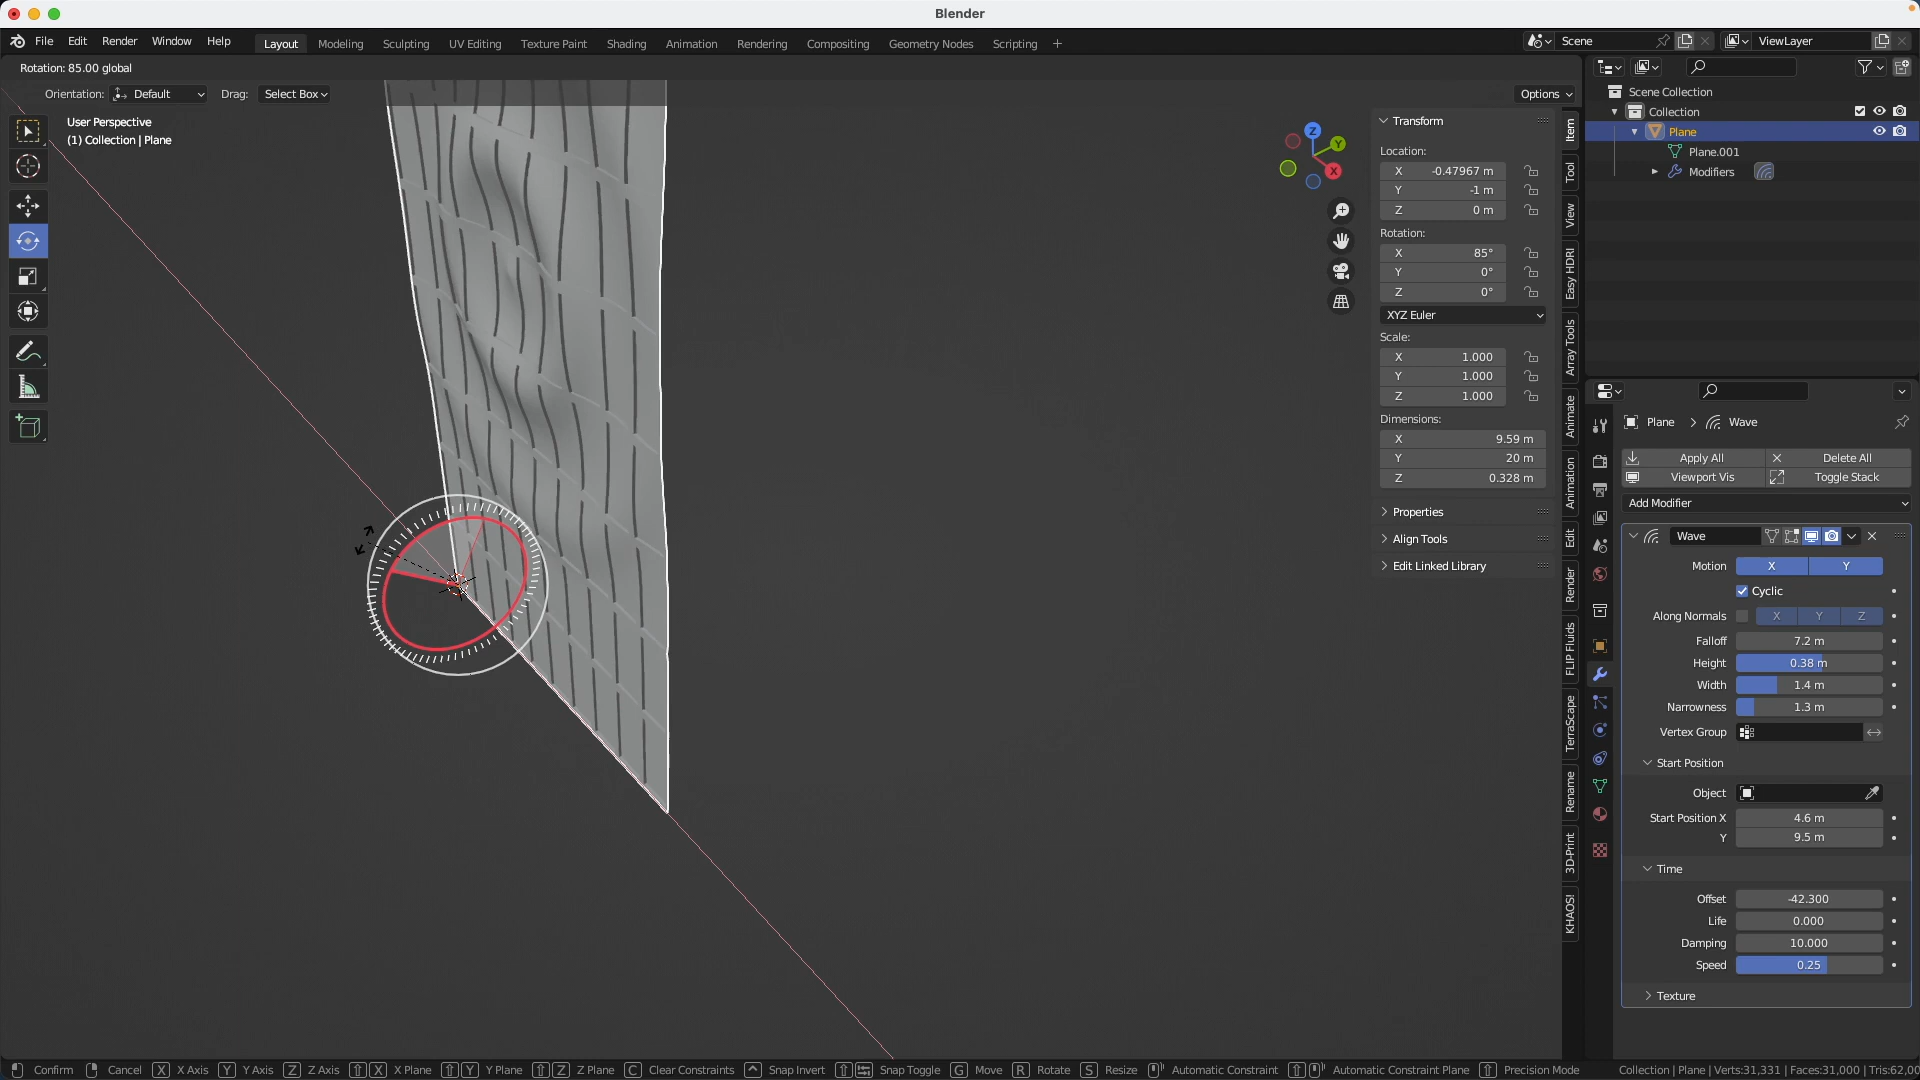 Blender
File Edit Render Window Help
Layout Modeling Sculpting UV Editing Texture Paint Shading Animation Rendering Compositing Geometry Nodes Scripting +
Scene
ViewLayer
Rotation: 85.00 global
Orientation: Default Drag: Select Box
Options
User Perspective
(1) Collection | Plane
Z
Y
X
Transform
Location:
X -0.47967 m
Y -1 m
Z 0 m
Rotation:
X 85°
Y 0°
Z 0°
XYZ Euler
Scale:
X 1.000
Y 1.000
Z 1.000
Dimensions:
X 9.59 m
Y 20 m
Z 0.328 m
Properties
Align Tools
Edit Linked Library
Item
Tool
View
Easy HDRI
Array Tools
Animate
Animation
Edit
Render
FLIP Fluids
TerraScape
Rename
3D-Print
KHAOS!
Scene Collection
Collection
Plane
Plane.001
Modifiers
Plane > Wave
Apply All Delete All
Viewport Vis Toggle Stack
Add Modifier
Wave
Motion X Y
Cyclic
Along Normals X Y Z
Falloff 7.2 m
Height 0.38 m
Width 1.4 m
Narrowness 1.3 m
Vertex Group
Start Position
Object
Start Position X 4.6 m
Y 9.5 m
Time
Offset -42.300
Life 0.000
Damping 10.000
Speed 0.25
Texture
Confirm Cancel X X Axis Y Y Axis Z Z Axis X X Plane Y Y Plane Z Z Plane C Clear Constraints Snap Invert Snap Toggle G Move R Rotate S Resize Automatic Constraint Automatic Constraint Plane Precision Mode
Collection | Plane | Verts:31,331 | Faces:31,000 | Tris:62,00